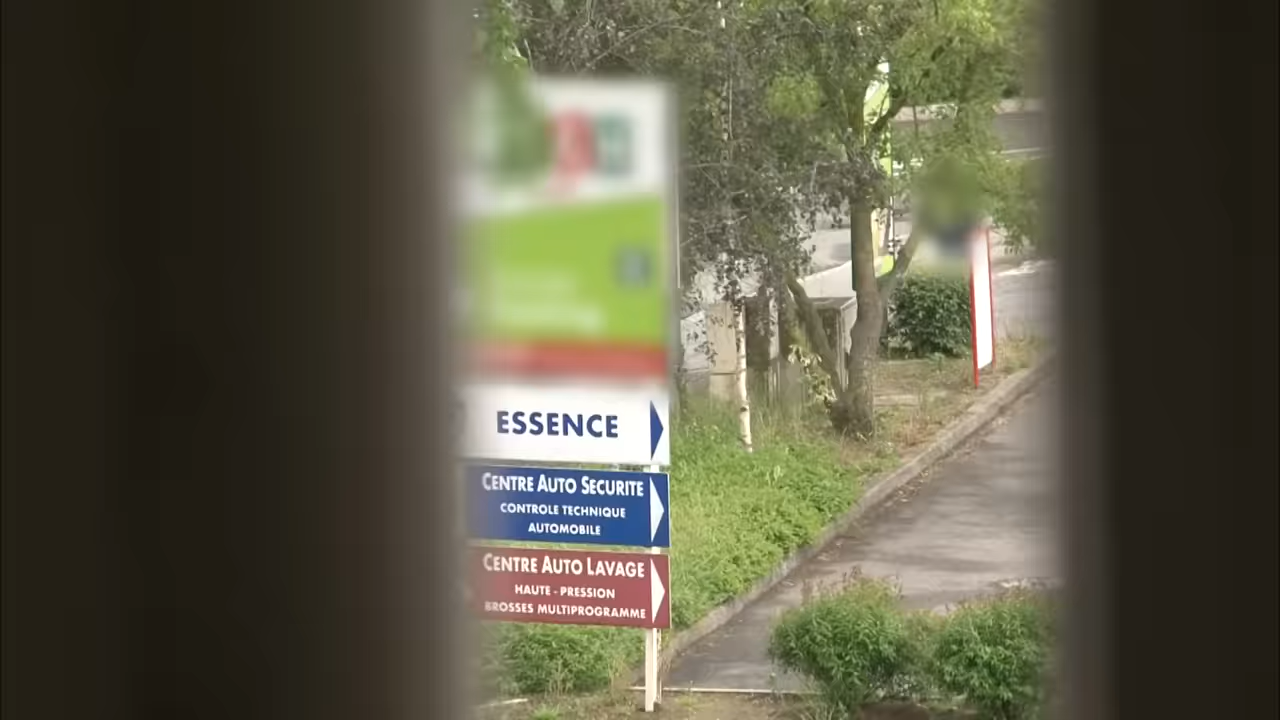 ESSENCE
CENTRE AUTO SECURITE
CONTROLE TECHNIQUE
AUTOMOBILE
CENTRE AUTO LAVAGE
HAUTE - PRESSION
BROSSES MULTIPROGRAMME